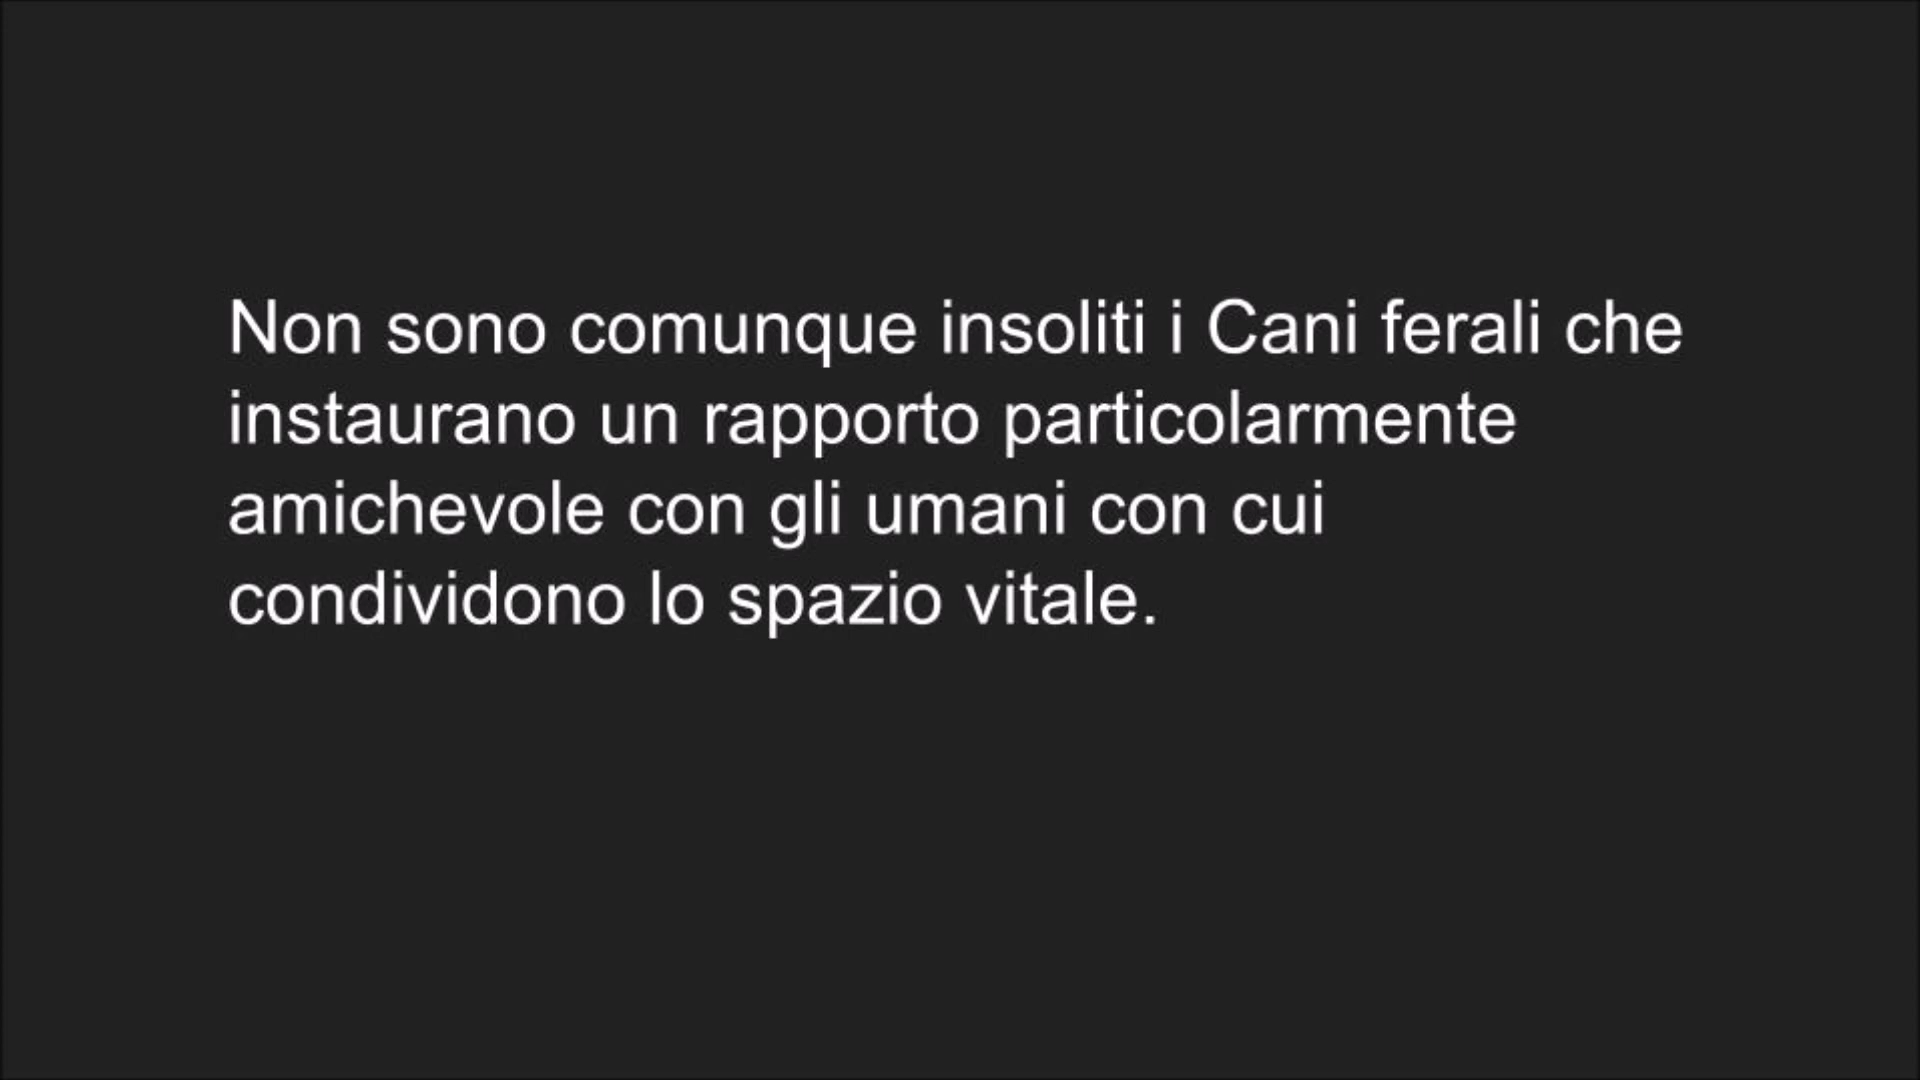 Non sono comunque insoliti i Cani ferali che
instaurano un rapporto particolarmente
amichevole con gli umani con cui
condividono lo spazio vitale.